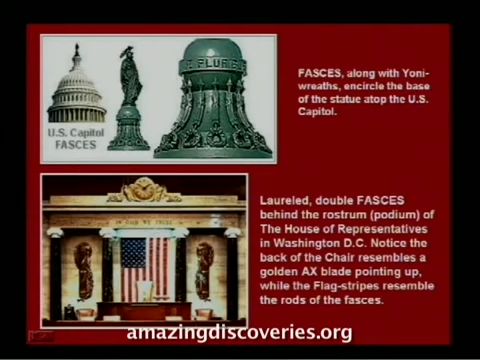 E PLURIB
U.S. Capitol
FASCES
FASCES, along with Yoni-
wreaths, encircle the base
of the statue atop the U.S.
Capitol.
IN GOD WE TRUST
Laureled, double FASCES
behind the rostrum (podium) of
The House of Representatives
in Washington D.C. Notice the
back of the Chair resembles a
golden AX blade pointing up,
while the Flag-stripes resemble
the rods of the fasces.
amazingdiscoveries.org